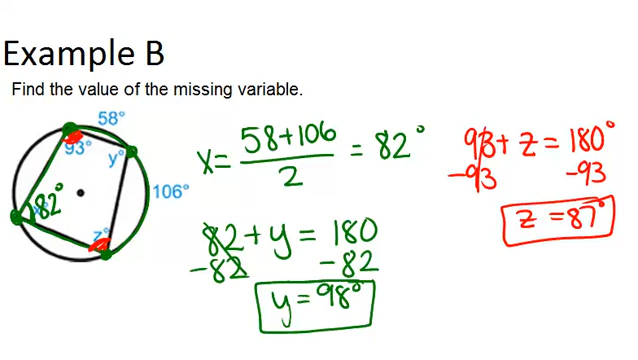 Example B
Find the value of the missing variable.
58°
93°
y°
106°
82°
z°
x = 58+106 / 2 = 82°
82 + y = 180
-82 -82
y = 98°
93 + z = 180°
-93 -93
z = 87°